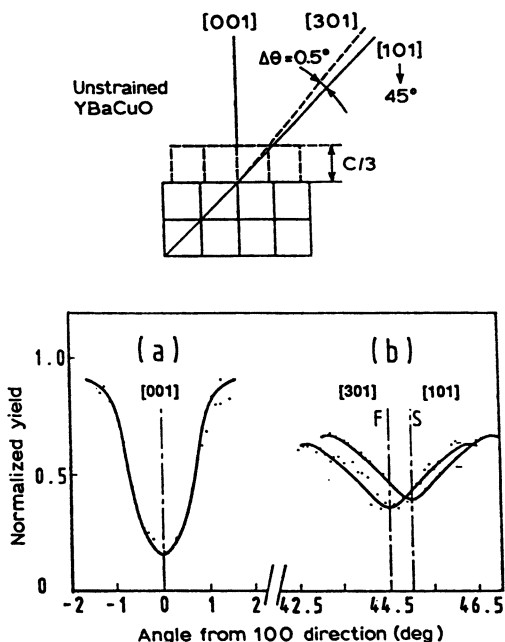 [001] [301]
Δθ=0.5°
[101]
45°
Unstrained
YBaCuO
C/3
(a) (b)
1.0
[001] [301] [101]
F S
Normalized yield
0.5
0
-2 -1 0 1 2 42.5 44.5 46.5
Angle from 100 direction (deg)